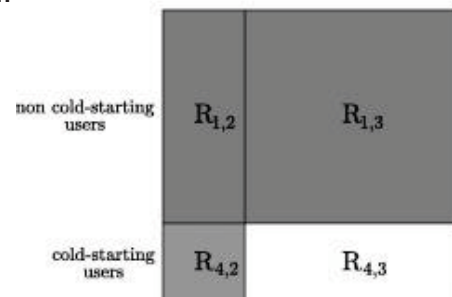 non cold-starting
users
R1,2
R1,3
cold-starting
users
R4,2
R4,3